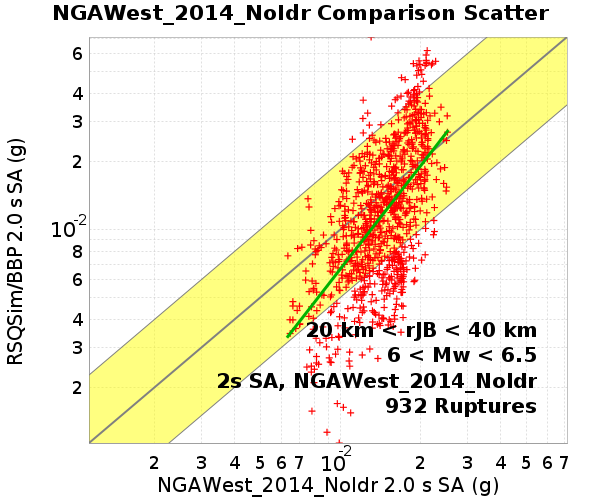 NGAWest_2014_NoIdr Comparison Scatter
RSQSim/BBP 2.0 s SA (g)
6
4
3
2
10-2
8
6
4
3
2
20 km < rJB < 40 km
6 < Mw < 6.5
2s SA, NGAWest_2014_NoIdr
932 Ruptures
2 3 4 5 6 7 10-2 2 3 4 5 6 7
NGAWest_2014_NoIdr 2.0 s SA (g)